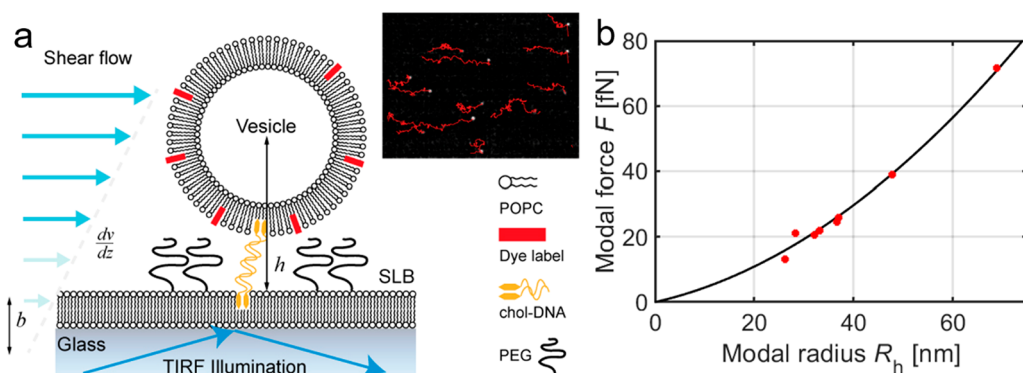 a
Shear flow
Vesicle
dv
dz
h
b
SLB
Glass
TIRF Illumination
POPC
Dye label
chol-DNA
PEG
b
80
60
40
20
0
Modal force F [fN]
0 20 40 60
Modal radius Rh [nm]